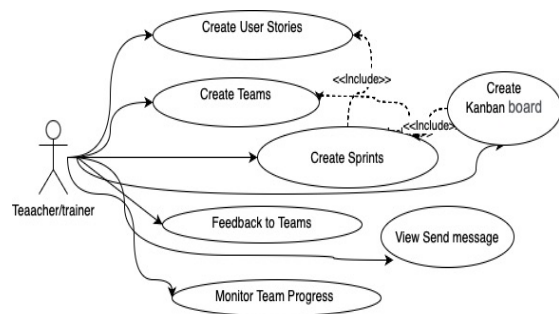 Create User Stories
<<Include>>
Create Teams
Create
Kanban board
<<Include>>
Create Sprints
Teaacher/trainer
Feedback to Teams
View Send message
Monitor Team Progress